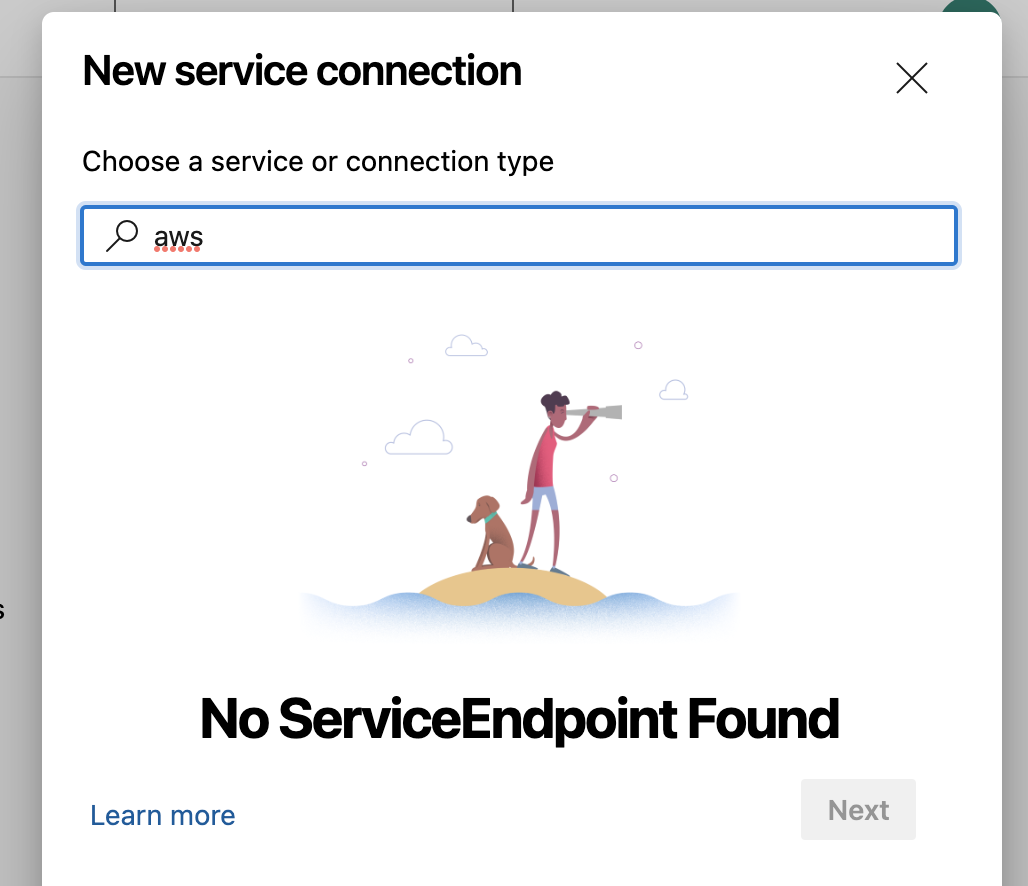 New service connection
Choose a service or connection type
aws
No ServiceEndpoint Found
Learn more
Next
s